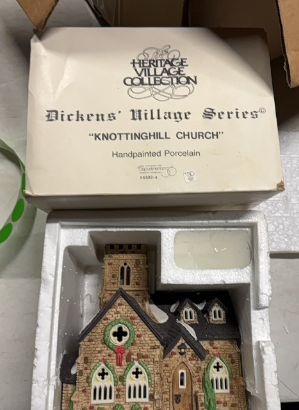 HERITAGE
VILLAGE
COLLECTION
Dickens' Village Series©
"KNOTTINGHILL CHURCH"
Handpainted Porcelain